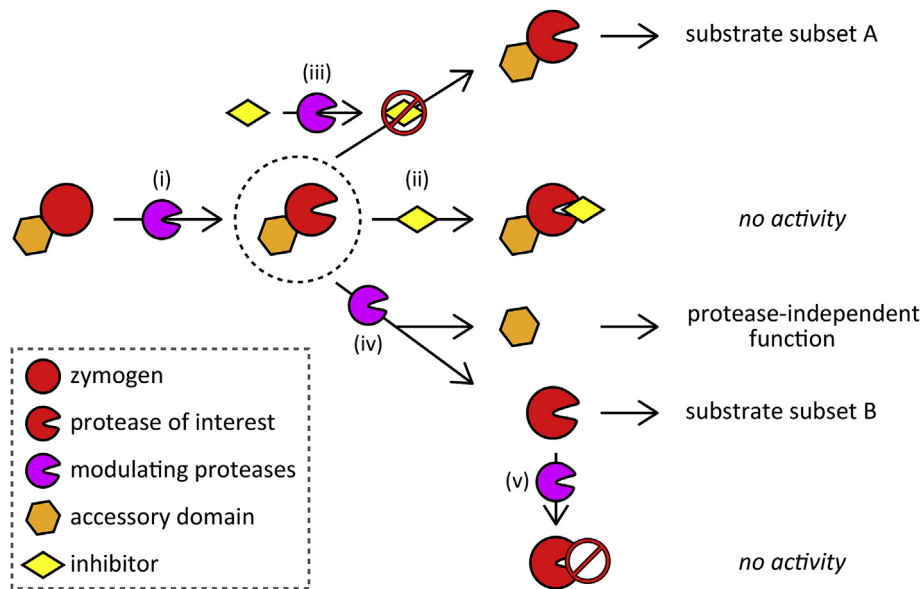 substrate subset A
(iii)
(i)
(ii)
no activity
protease-independent
function
(iv)
zymogen
protease of interest
modulating proteases
accessory domain
inhibitor
substrate subset B
(v)
no activity